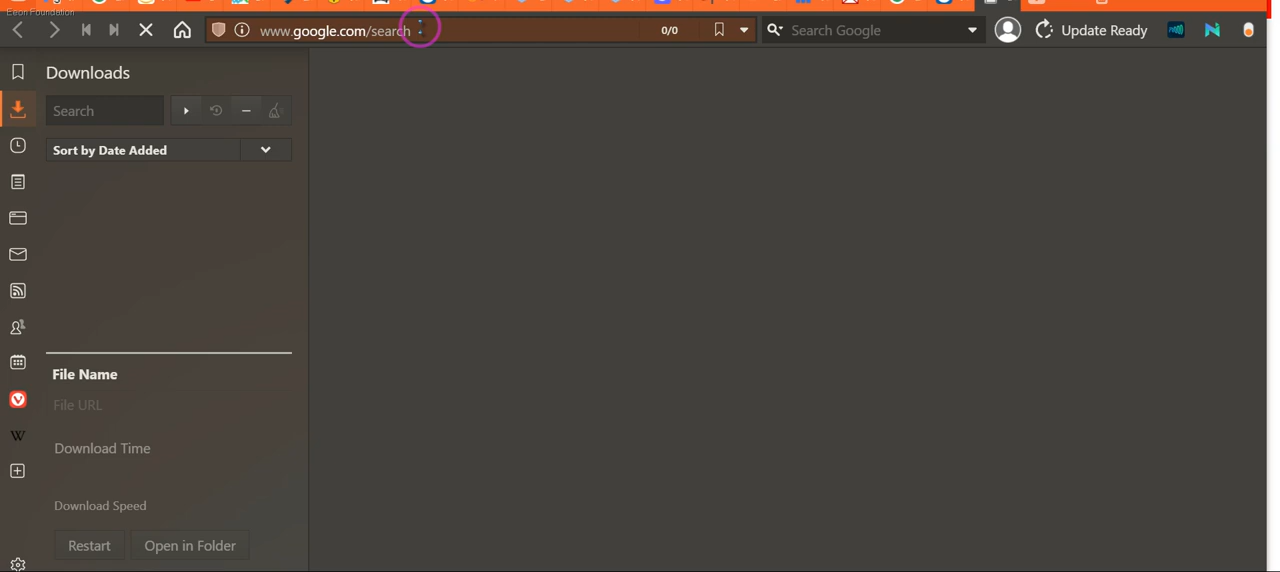 Eeon Foundation
www.google.com/search
0/0
Search Google
Update Ready
Downloads
Search
Sort by Date Added
File Name
File URL
Download Time
W
Download Speed
Restart
Open in Folder